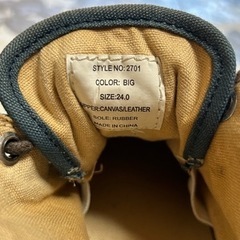 STYLE NO: 2701
COLOR: BIG
SIZE:24.0
UPPER:CANVAS/LEATHER
SOLE: RUBBER
MADE IN CHINA